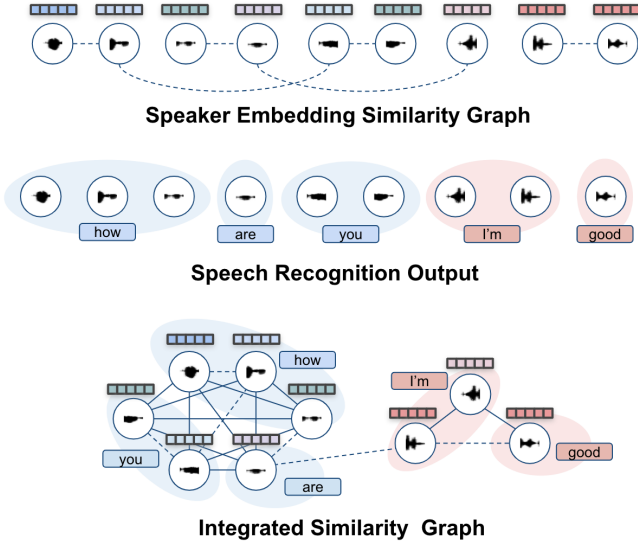 Speaker Embedding Similarity Graph
how
are
you
I'm
good
Speech Recognition Output
how
I'm
you
good
are
Integrated Similarity Graph